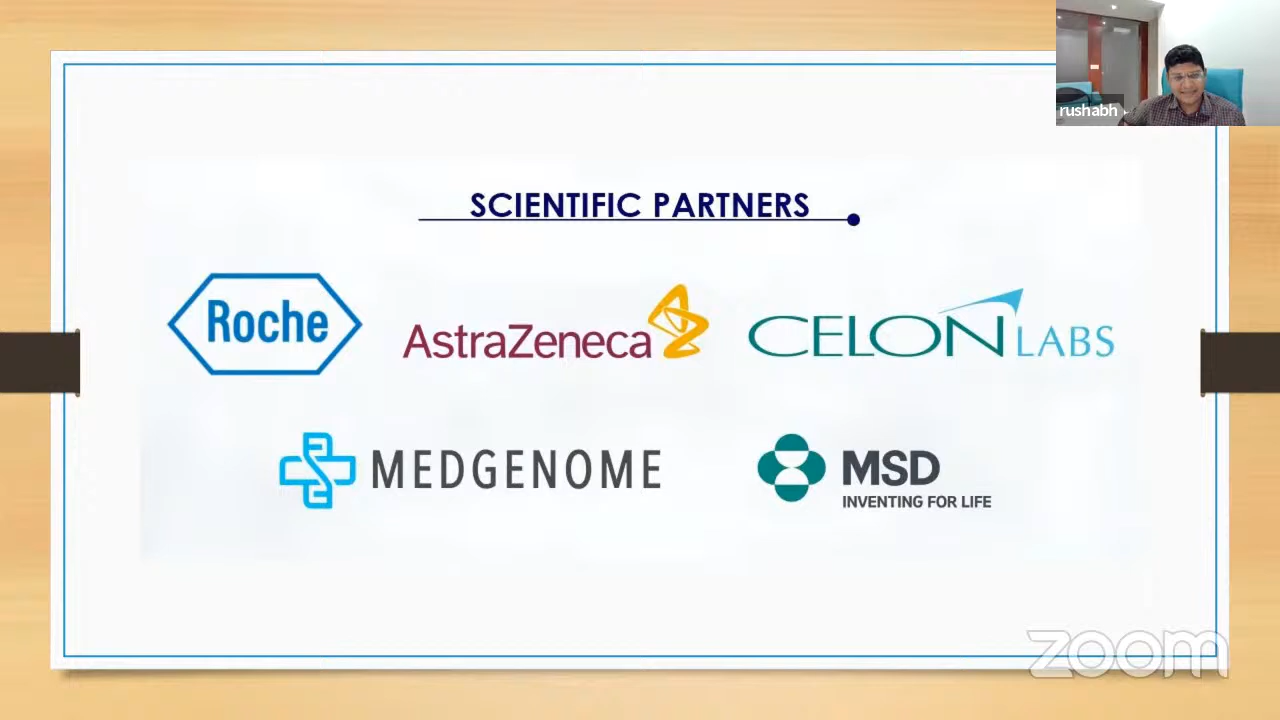 rushabh
SCIENTIFIC PARTNERS
Roche
AstraZeneca
CELON LABS
MEDGENOME
MSD
INVENTING FOR LIFE
zoom